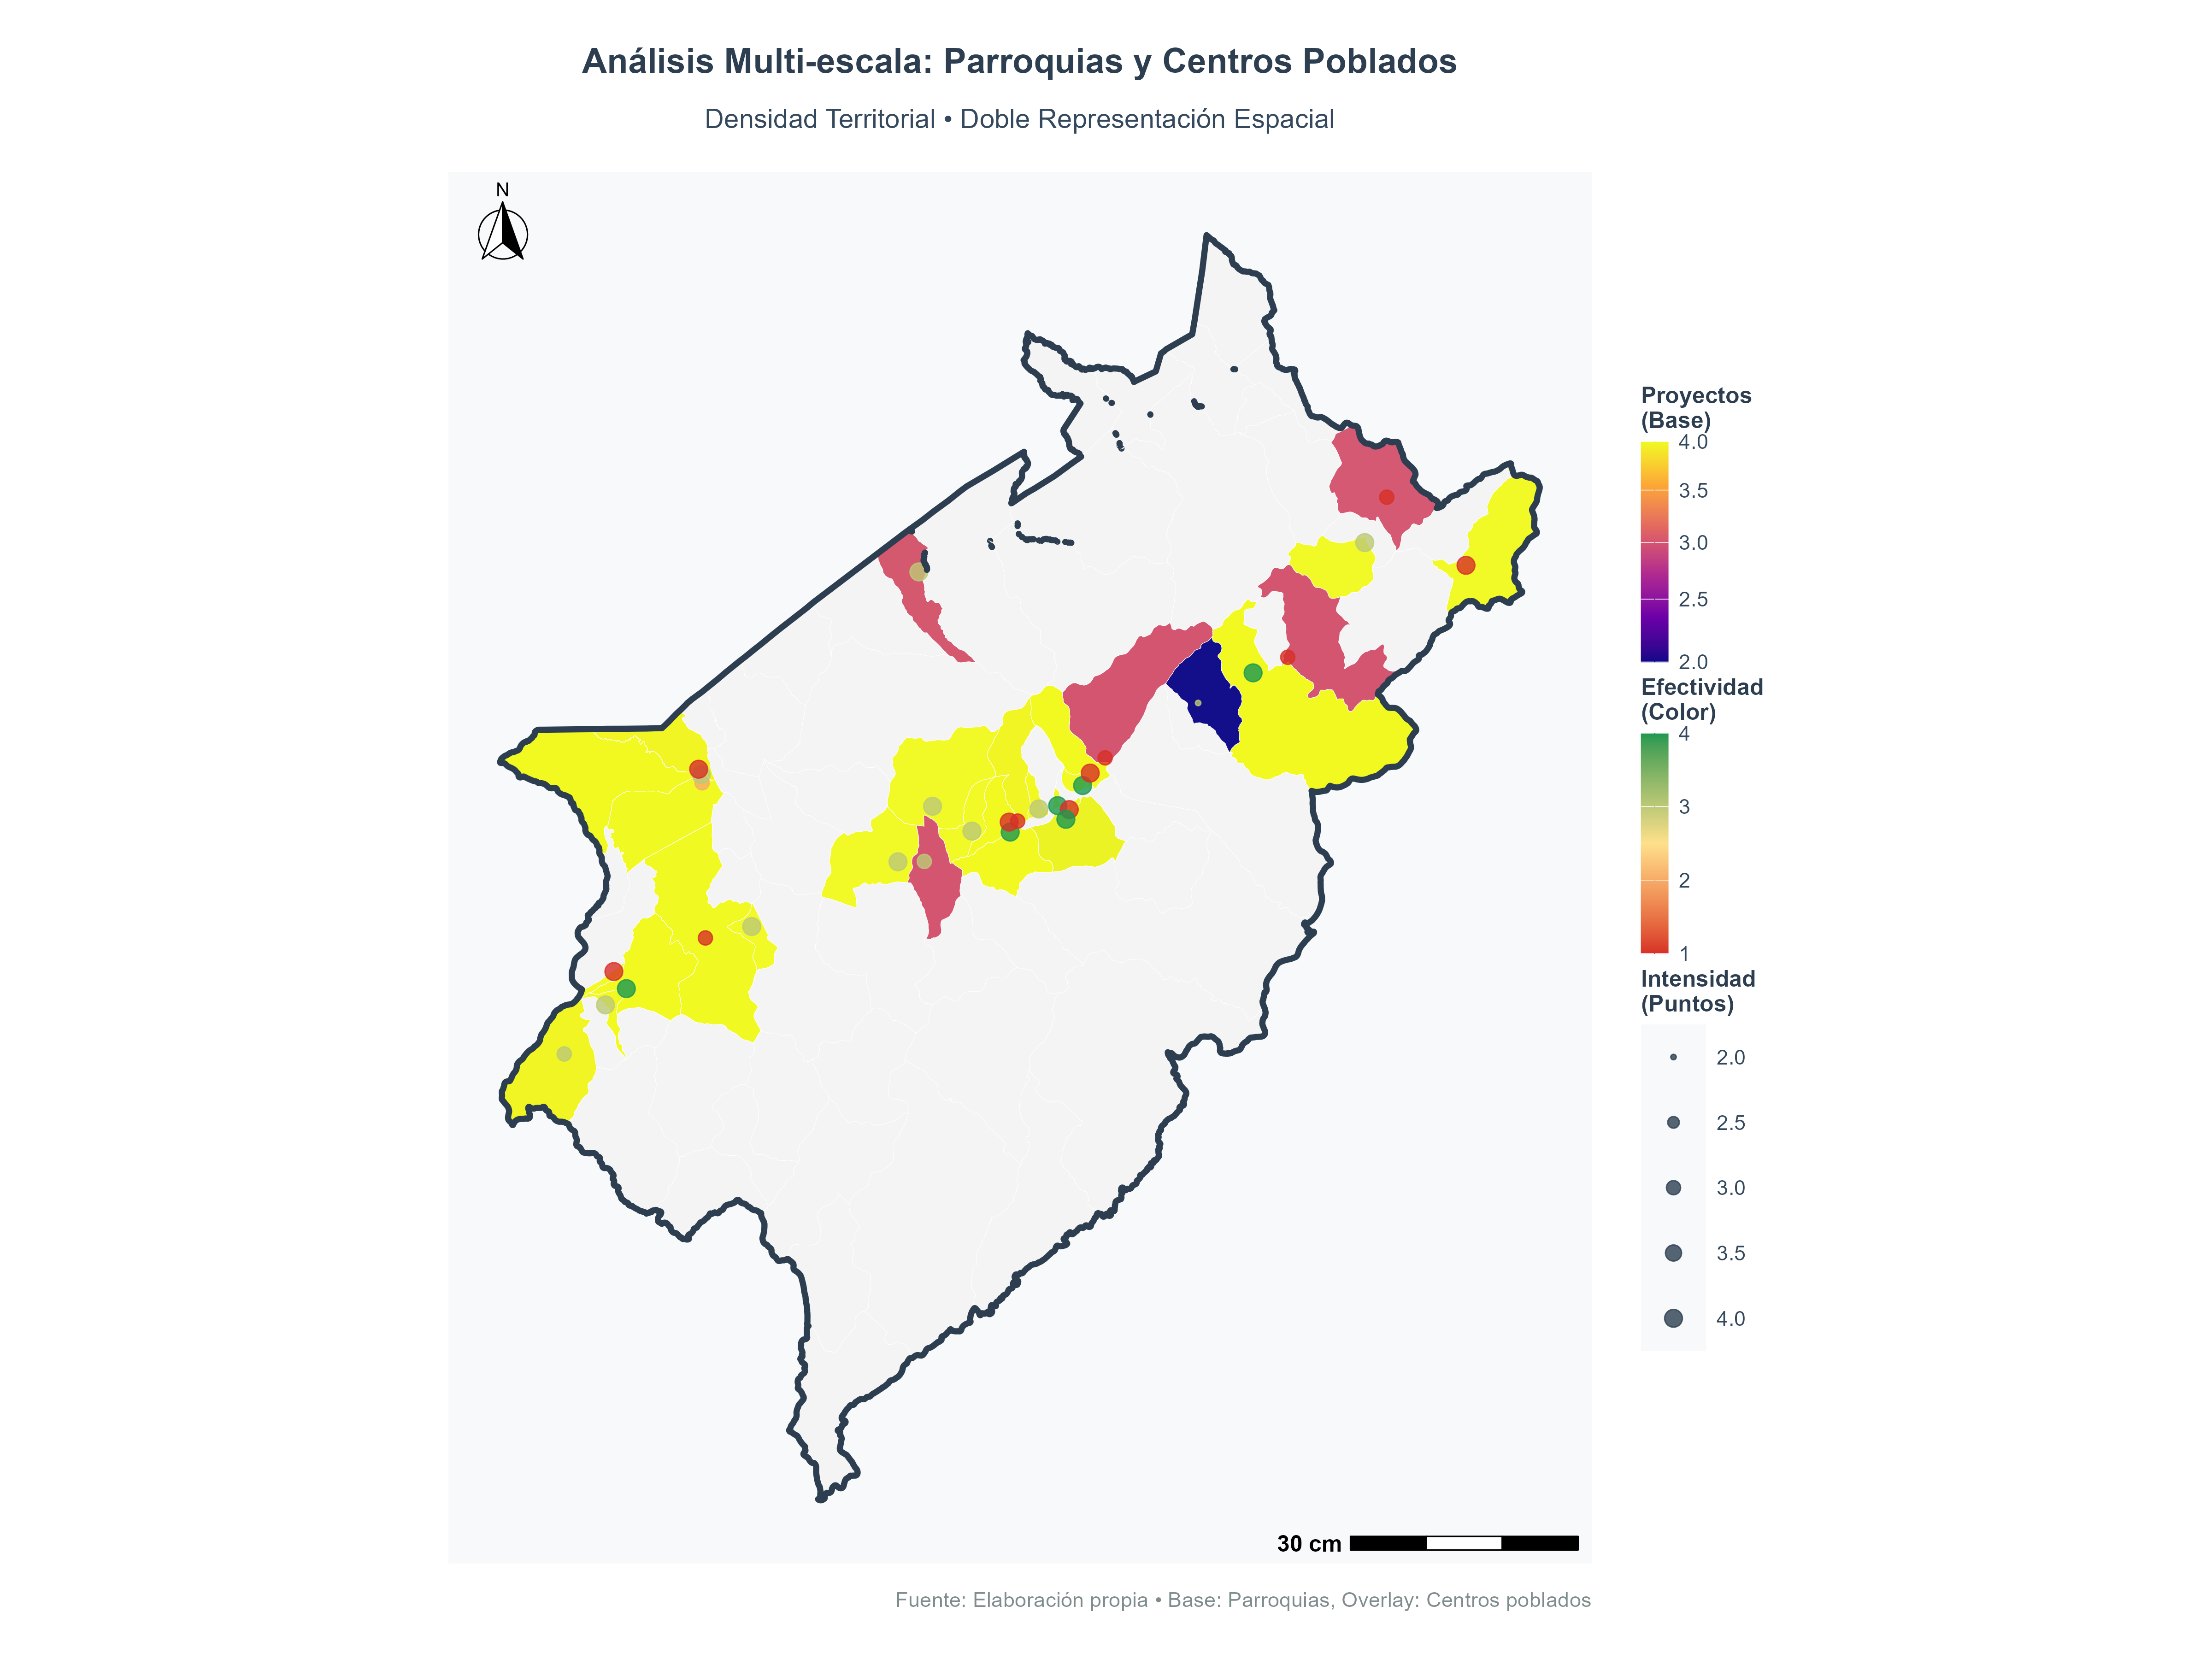 Análisis Multi-escala: Parroquias y Centros Poblados
Densidad Territorial • Doble Representación Espacial
N
Proyectos
(Base)
4.0
3.5
3.0
2.5
2.0
Efectividad
(Color)
4
3
2
1
Intensidad
(Puntos)
2.0
2.5
3.0
3.5
4.0
30 cm
Fuente: Elaboración propia • Base: Parroquias, Overlay: Centros poblados